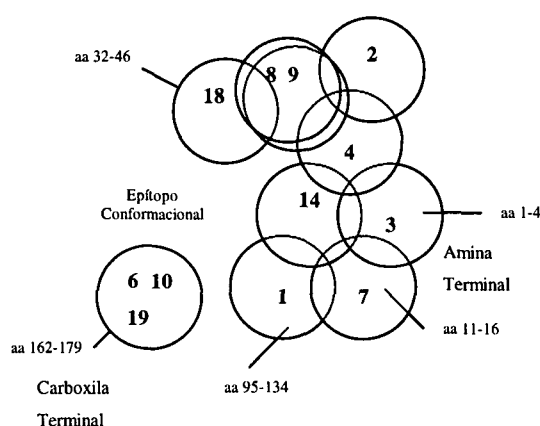 2
aa 32-46
8 9
18
4
Epítopo
Conformacional
14
aa 1-4
3
Amina
Terminal
6 10
19
1
7
aa 11-16
aa 162-179
aa 95-134
Carboxila
Terminal